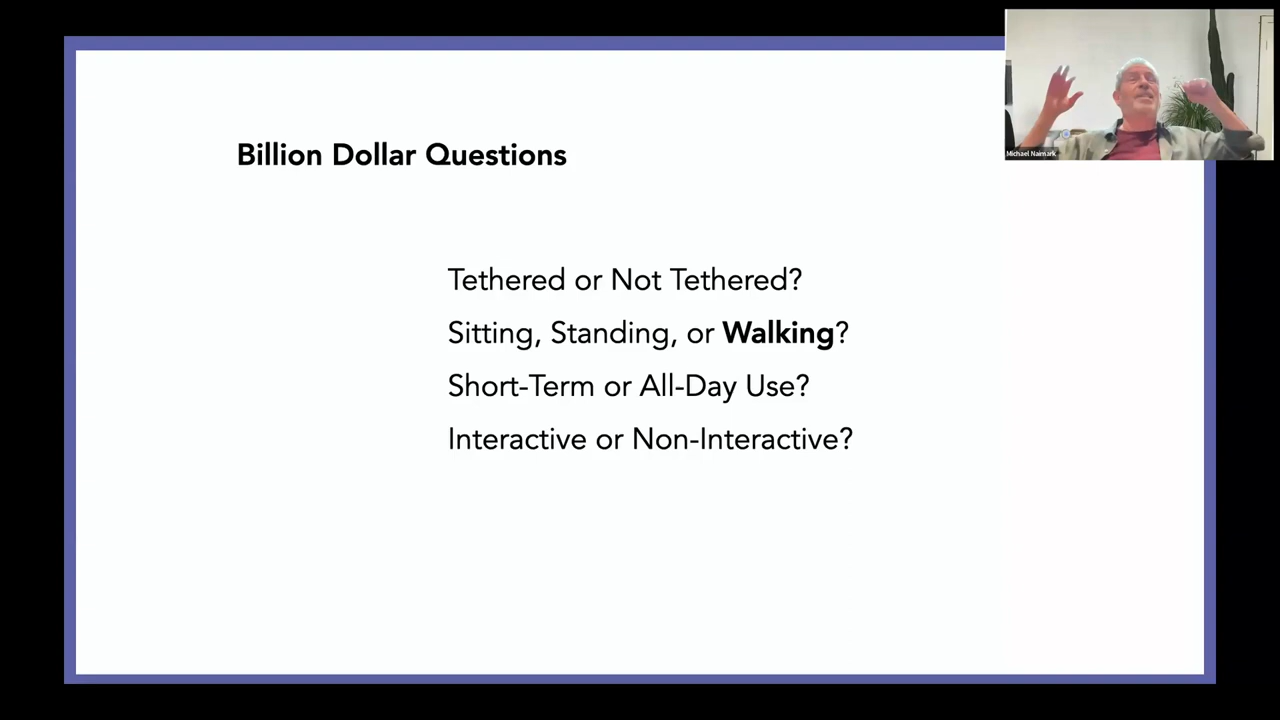 Billion Dollar Questions
Tethered or Not Tethered?
Sitting, Standing, or Walking?
Short-Term or All-Day Use?
Interactive or Non-Interactive?
Michael Naimark